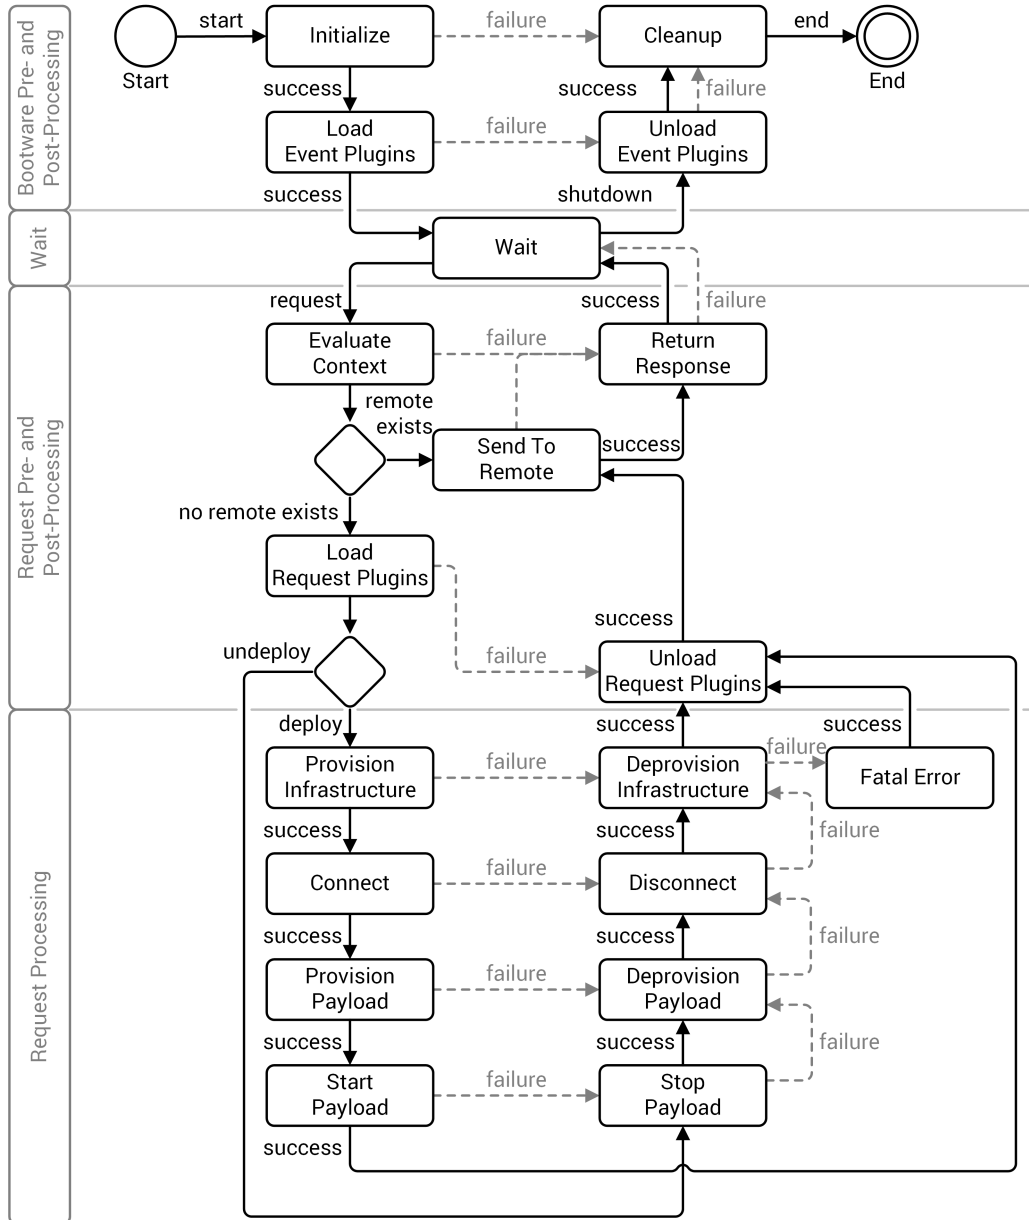 Bootware Pre- and
Post-Processing
start
Initialize
failure
Cleanup
end
Start
End
success
success
failure
Load
Event Plugins
failure
Unload
Event Plugins
success
shutdown
Wait
Wait
request
success
failure
Request Pre- and
Post-Processing
Evaluate
Context
failure
Return
Response
remote
exists
Send To
Remote
success
no remote exists
Load
Request Plugins
success
undeploy
failure
Unload
Request Plugins
Request Processing
deploy
success
success
Provision
Infrastructure
failure
Deprovision
Infrastructure
failure
Fatal Error
success
success
failure
Connect
failure
Disconnect
success
success
failure
Provision
Payload
failure
Deprovision
Payload
success
success
failure
Start
Payload
failure
Stop
Payload
success